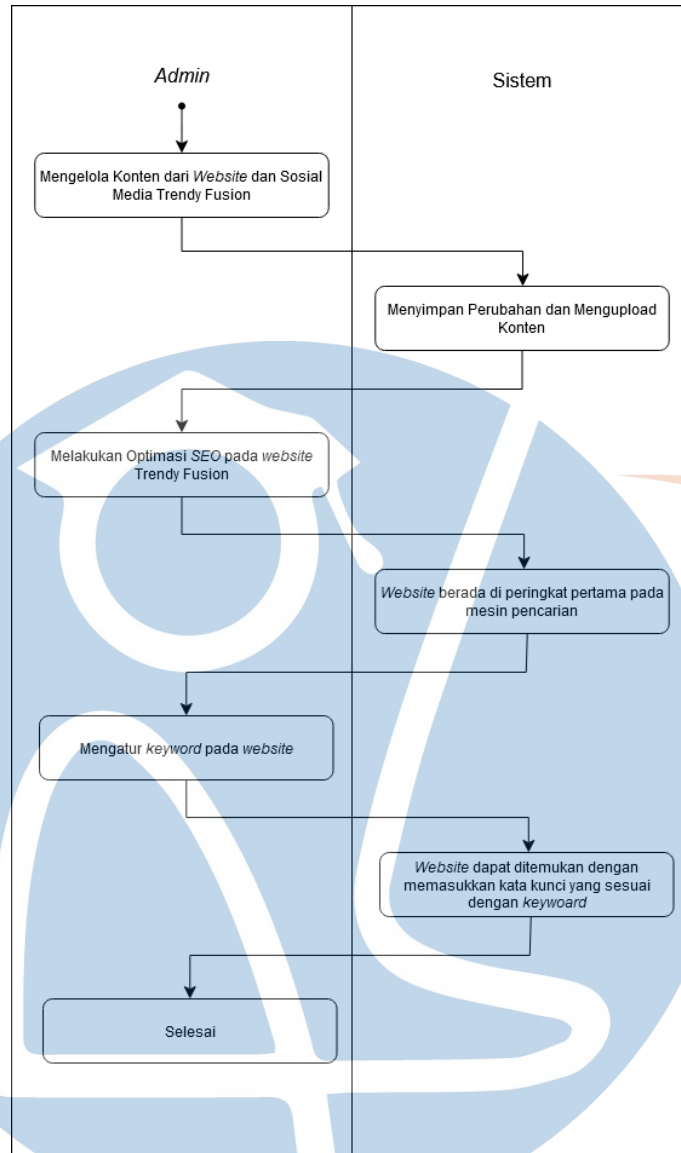 Admin
Sistem
Mengelola Konten dari Website dan Sosial
Media Trendy Fusion
Menyimpan Perubahan dan Mengupload
Konten
Melakukan Optimasi SEO pada website
Trendy Fusion
Website berada di peringkat pertama pada
mesin pencarian
Mengatur keyword pada website
Website dapat ditemukan dengan
memasukkan kata kunci yang sesuai
dengan keywoard
Selesai